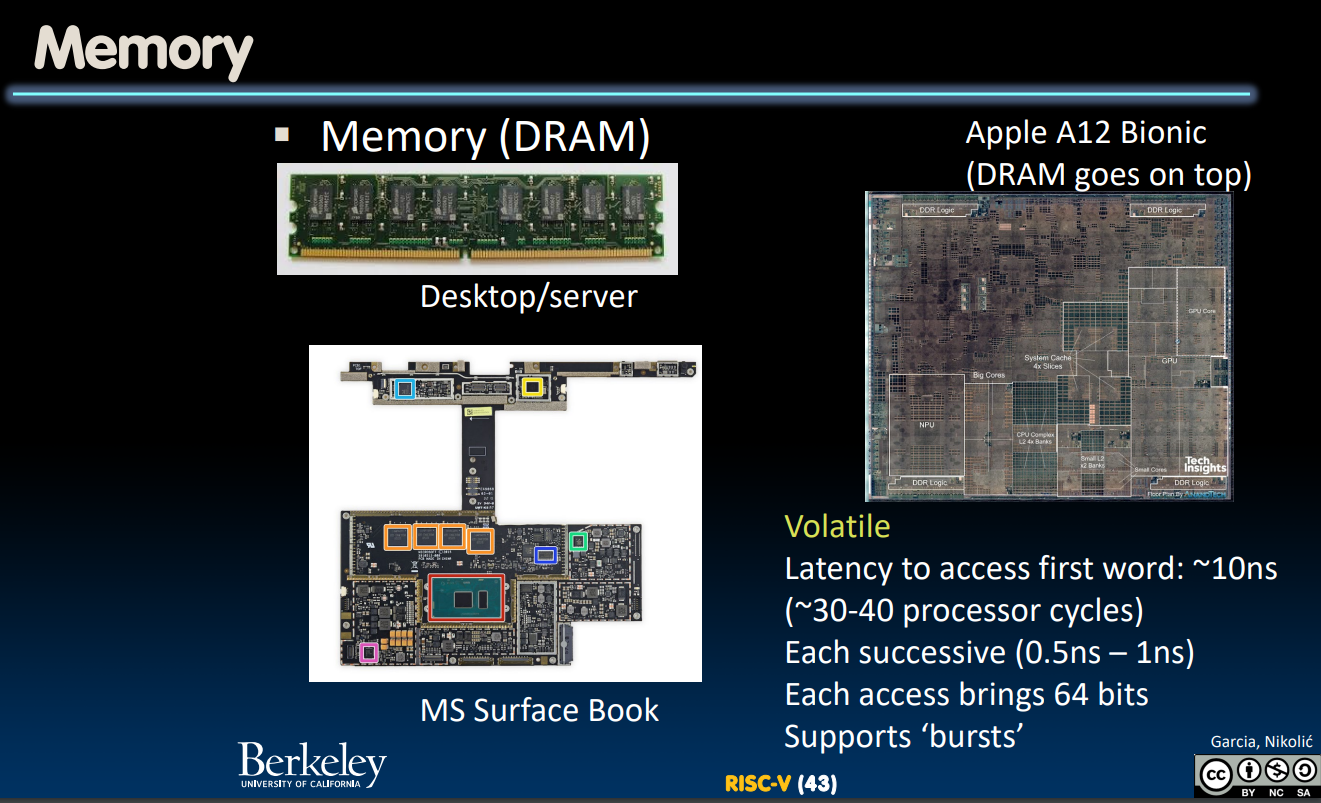 Memory
Memory (DRAM)
Desktop/server
MS Surface Book
Apple A12 Bionic
(DRAM goes on top)
DDR Logic
DDR Logic
GPU Core
System Cache
4x Slices
GPU
Big Cores
NPU
CPU Complex
L2 4x Banks
Small L2
x2 Banks
Small Cores
Tech
Insights
DDR Logic
DDR Logic
Floor Plan By AnandTech
Volatile
Latency to access first word: ~10ns
(~30-40 processor cycles)
Each successive (0.5ns – 1ns)
Each access brings 64 bits
Supports ‘bursts’
Berkeley
UNIVERSITY OF CALIFORNIA
RISC-V (43)
Garcia, Nikolić
cc
BY NC SA